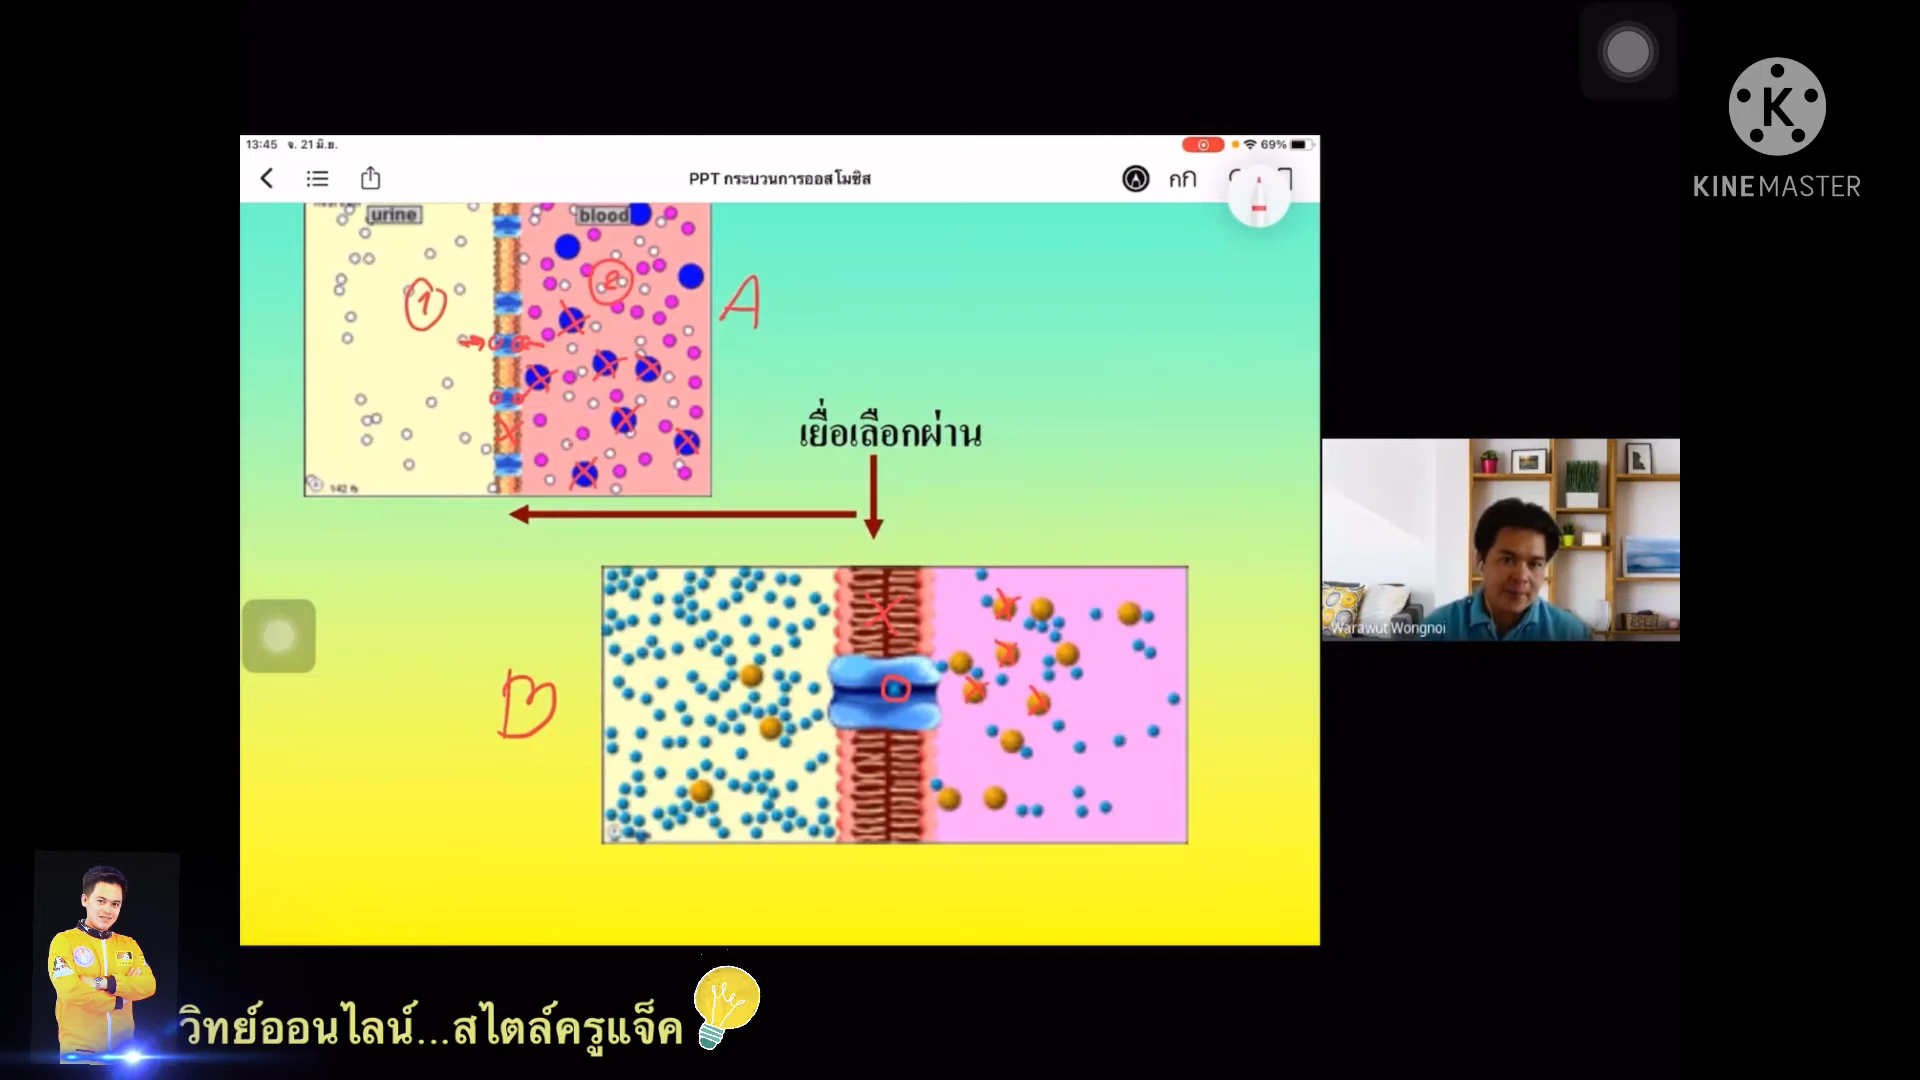 K
KINEMASTER
13:45 จ. 21 มิ.ย.
69%
PPT กระบวนการออสโมซิส
กก
urine
blood
1
2
A
เยื่อเลือกผ่าน
B
Warawut Wongnoi
วิทย์ออนไลน์...สไตล์ครูแจ็ค